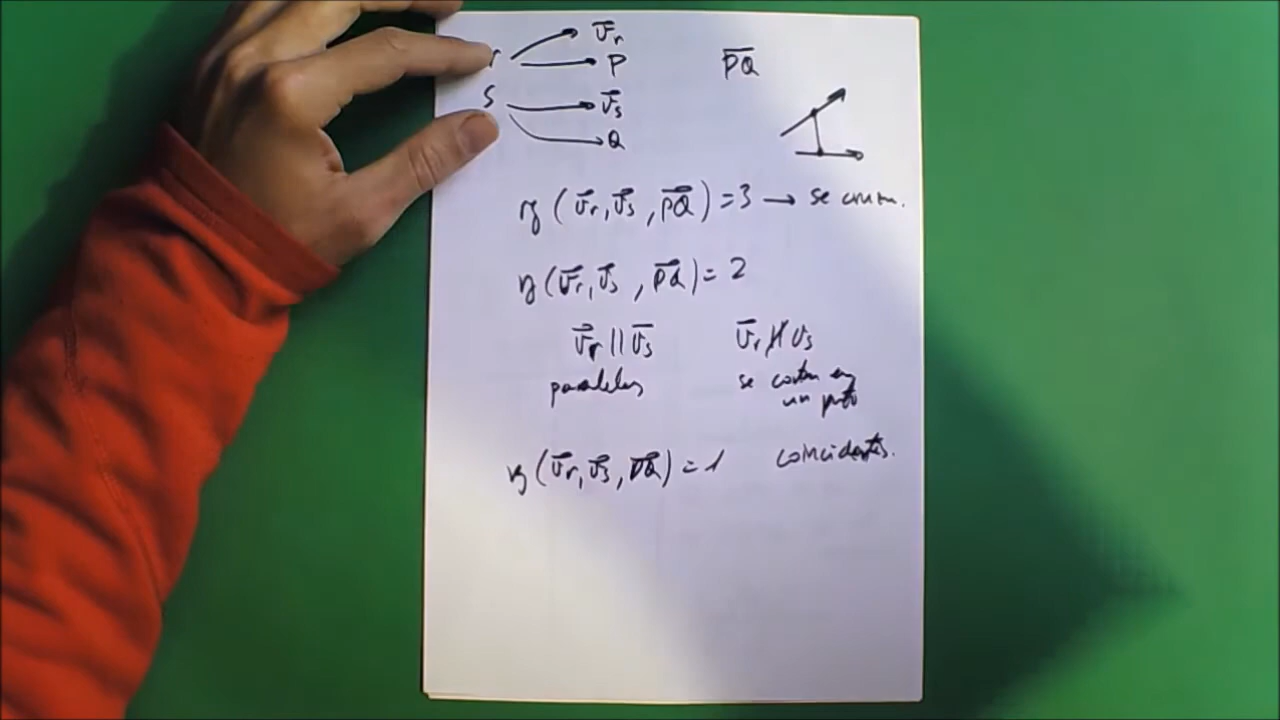 r → v⃗r
→ P
PQ⃗
s → v⃗s
→ Q
rg (v⃗r, v⃗s, PQ⃗) = 3 → se cruzan.
rg (v⃗r, v⃗s, PQ⃗) = 2
v⃗r || v⃗s
paralelas
v⃗r ∦ vs
se cortan en
un punto
rg (v⃗r, v⃗s, PQ⃗) = 1 coincidentes.